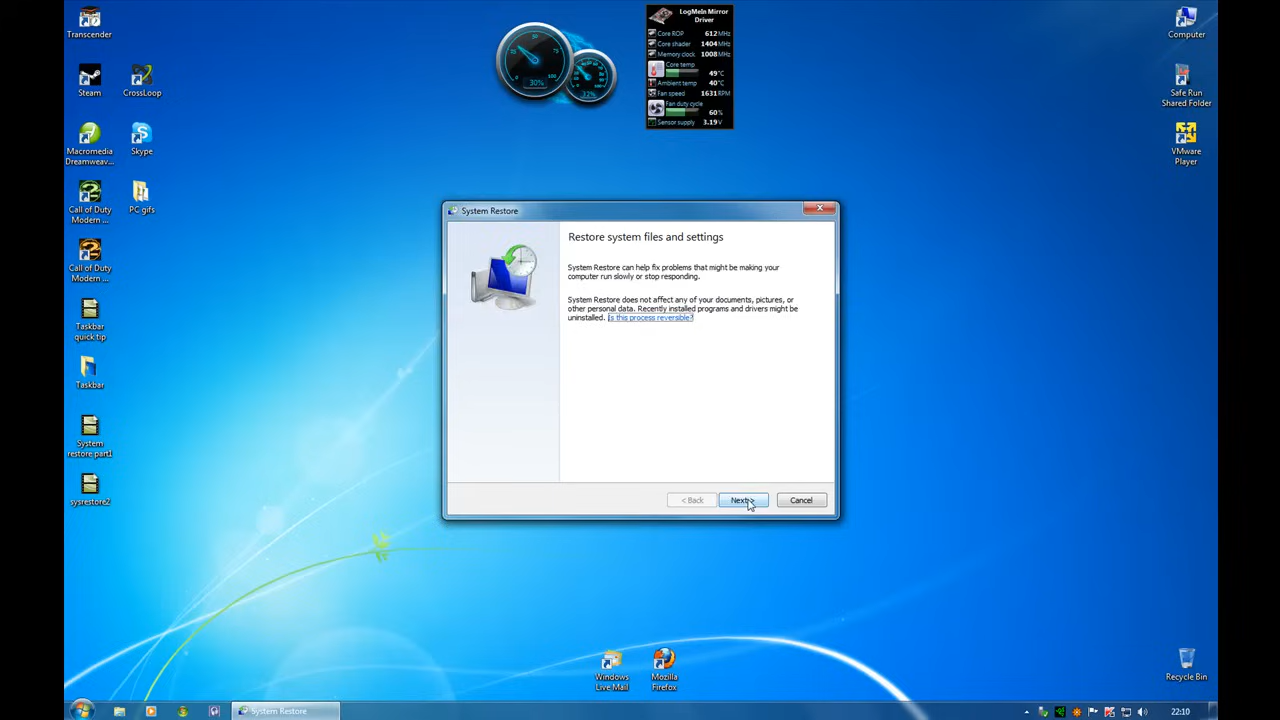 Transcender
Steam
CrossLoop
Macromedia
Dreamweav...
Skype
Call of Duty
Modern ...
PC gifs
Call of Duty
Modern ...
Taskbar
quick tip
Taskbar
System
restore part1
sysrestore2
30%
32%
LogMeIn Mirror
Driver
Core ROP 612 MHz
Core shader 1404 MHz
Memory clock 1008 MHz
Core temp
49°C
Ambient temp 40°C
Fan speed 1631 RPM
Fan duty cycle
60%
Sensor supply 3.19 V
Computer
Safe Run
Shared Folder
VMware
Player
System Restore
Restore system files and settings
System Restore can help fix problems that might be making your
computer run slowly or stop responding.
System Restore does not affect any of your documents, pictures, or
other personal data. Recently installed programs and drivers might be
uninstalled. Is this process reversible?
< Back
Next >
Cancel
Windows
Live Mail
Mozilla
Firefox
Recycle Bin
System Restore
22:10